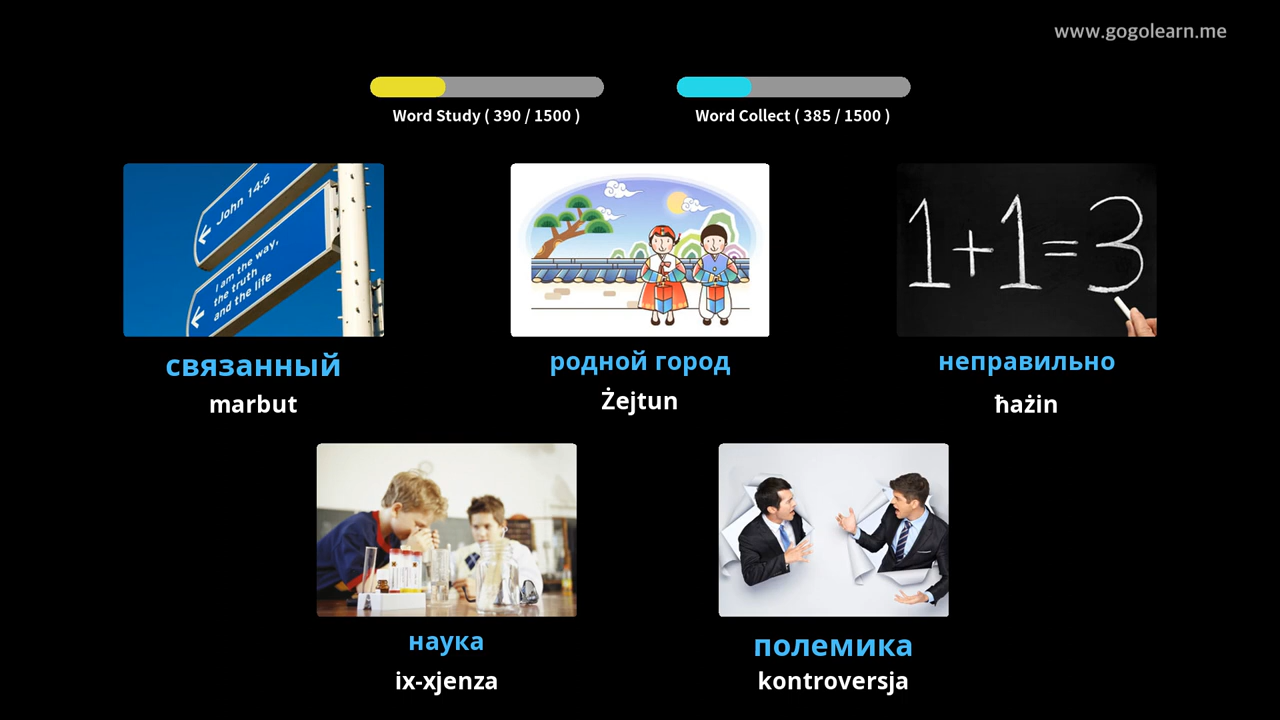 www.gogolearn.me
Word Study ( 390 / 1500 )
Word Collect ( 385 / 1500 )
John 14:6
I am the way,
the truth
and the life
1+1=3
связанный
marbut
родной город
Żejtun
неправильно
ħażin
наука
ix-xjenza
полемика
kontroversja